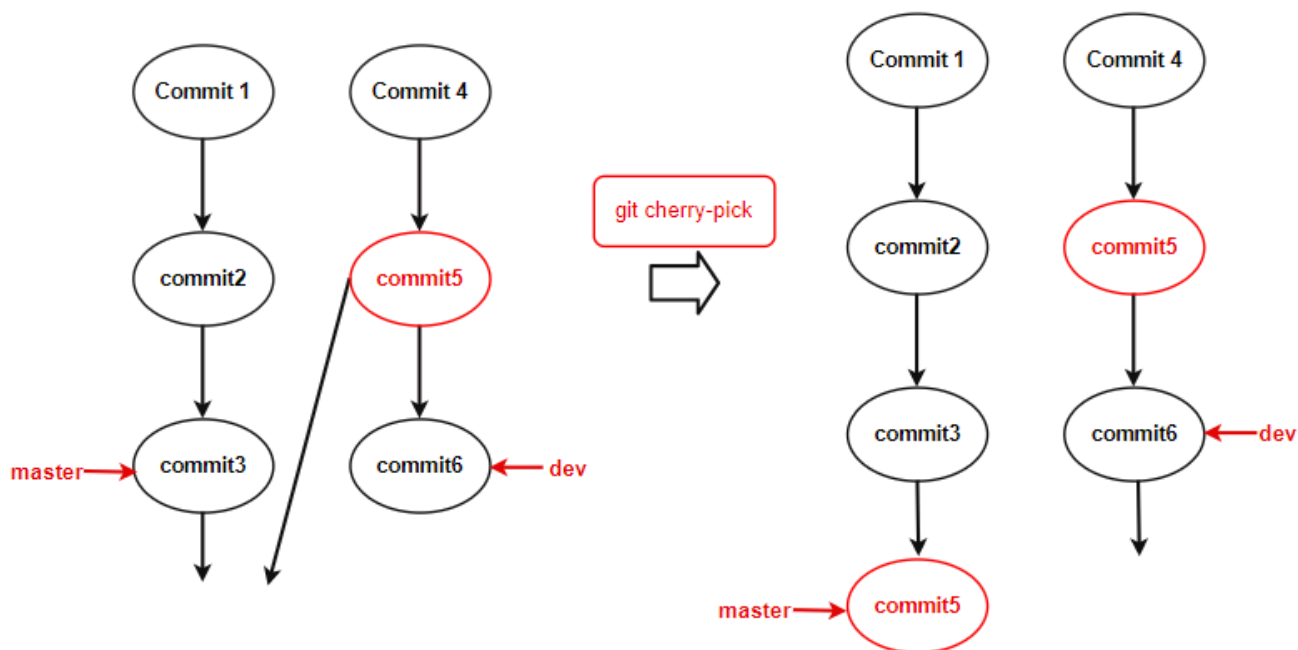 Commit 1
Commit 4
commit2
commit5
master
commit3
commit6
dev
git cherry-pick
Commit 1
Commit 4
commit2
commit5
commit3
commit6
dev
master
commit5